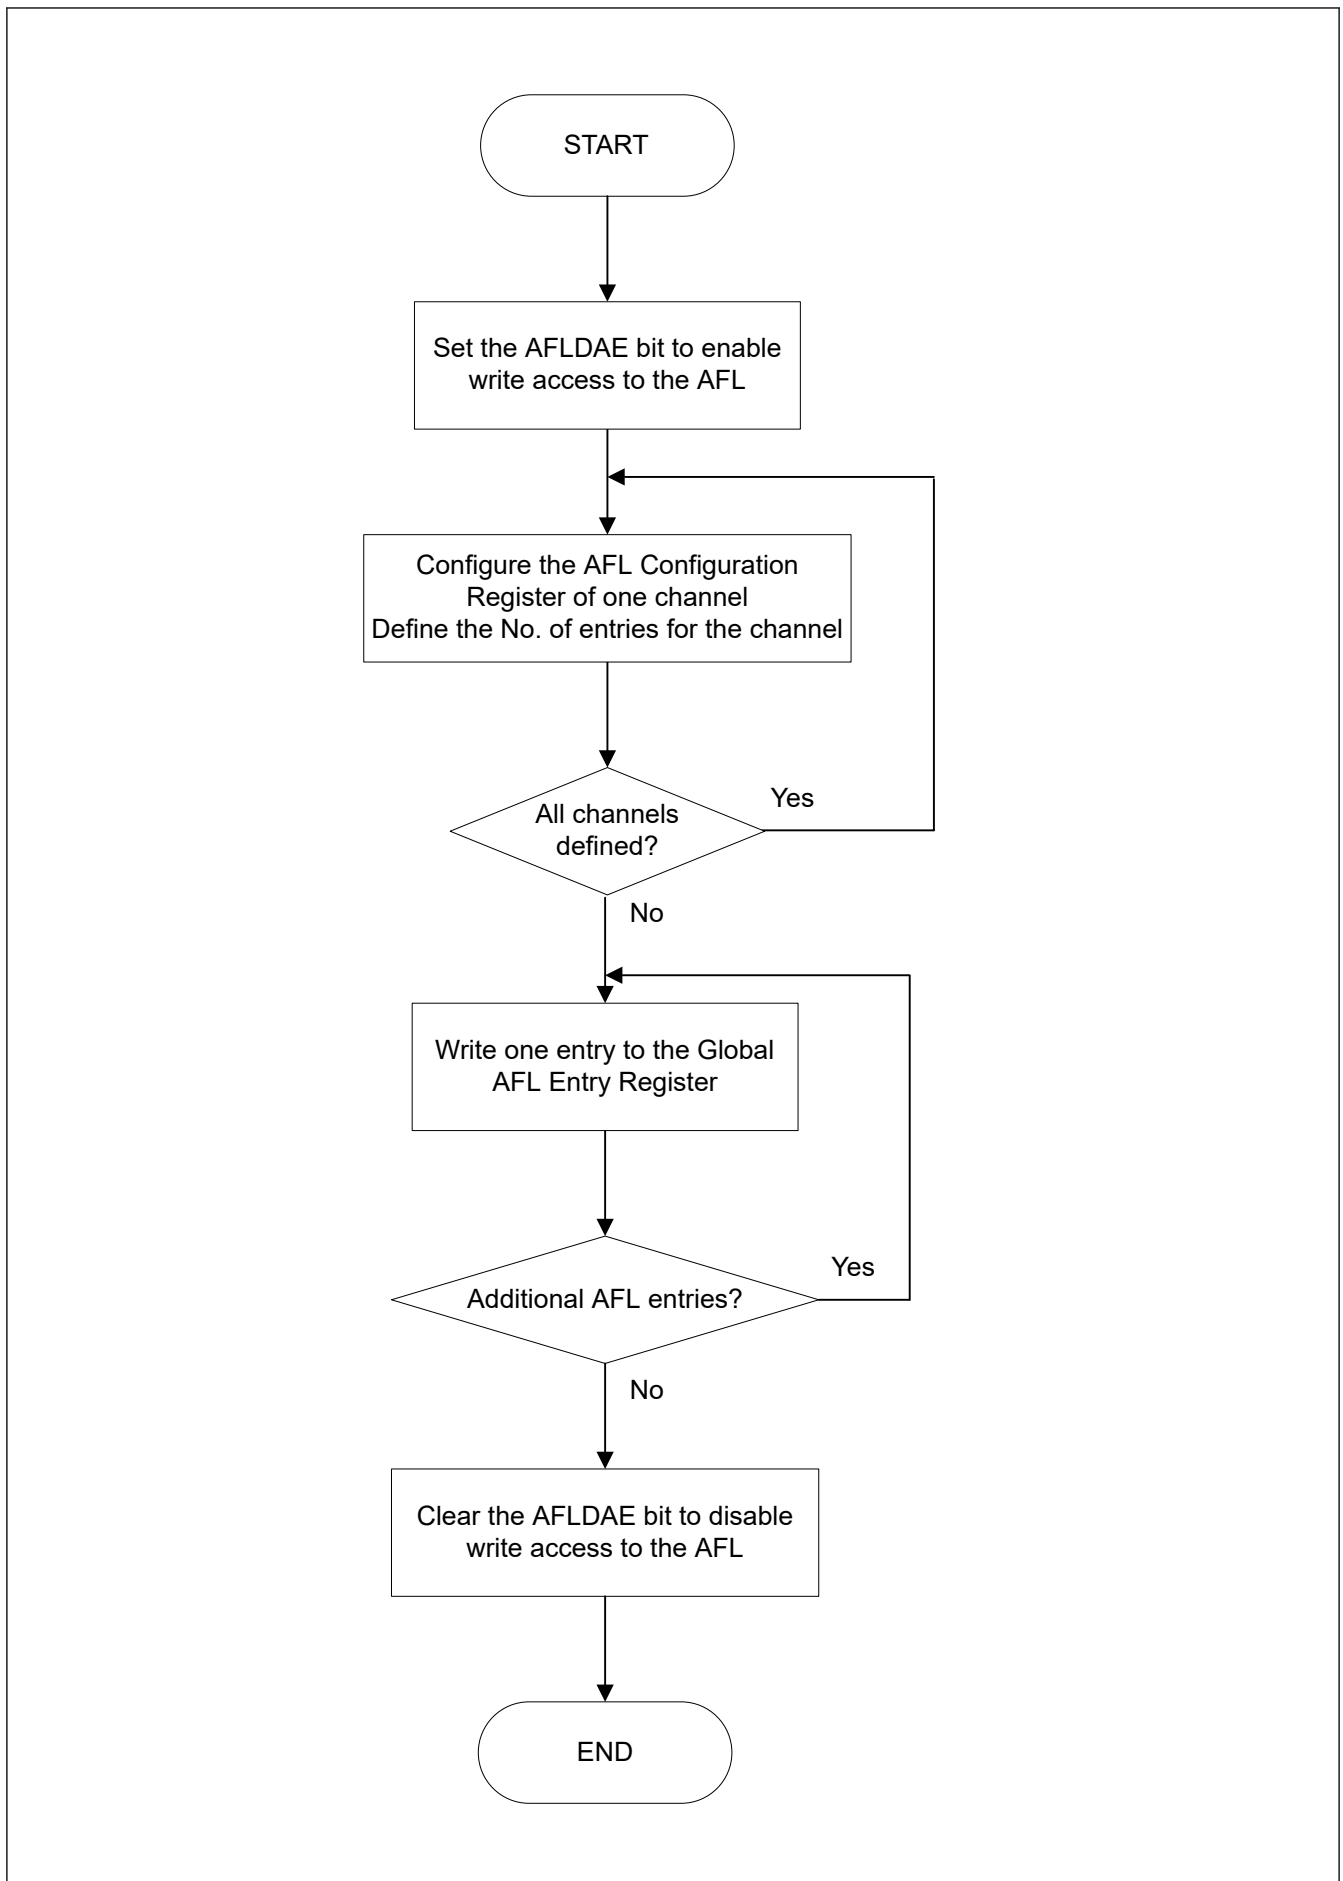 START
Set the AFLDAE bit to enable
write access to the AFL
Configure the AFL Configuration
Register of one channel
Define the No. of entries for the channel
All channels
defined?
Yes
No
Write one entry to the Global
AFL Entry Register
Additional AFL entries?
Yes
No
Clear the AFLDAE bit to disable
write access to the AFL
END